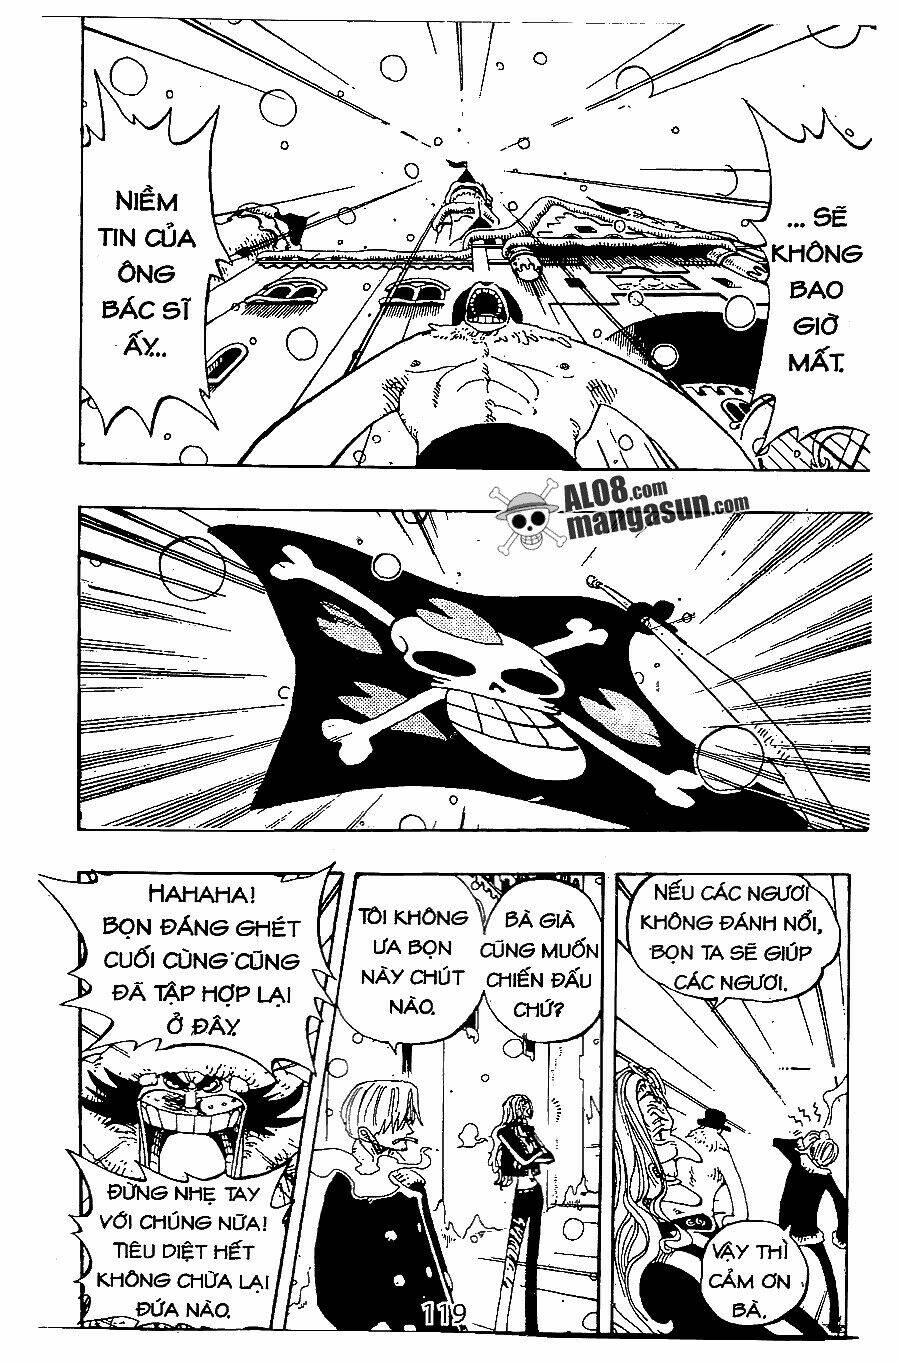 NIỀM
TIN CỦA
ÔNG
BÁC SĨ
ẤY...
... SẼ
KHÔNG
BAO
GIỜ
MẤT.
AL08.com
mangasun.com
HAHAHA!
BỌN ĐÁNG GHÉT
CUỐI CÙNG CŨNG
ĐÃ TẬP HỢP LẠI
Ở ĐÂY.
ĐỪNG NHẸ TAY
VỚI CHÚNG NỮA!
TIÊU DIỆT HẾT
KHÔNG CHỪA LẠI
ĐỨA NÀO.
TÔI KHÔNG
ƯA BỌN
NÀY CHÚT
NÀO.
BÀ GIÀ
CŨNG MUỐN
CHIẾN ĐẤU
CHỨ?
NẾU CÁC NGƯƠI
KHÔNG ĐÁNH NỔI,
BỌN TA SẼ GIÚP
CÁC NGƯƠI.
VẬY THÌ
CẢM ƠN
BÀ.
119